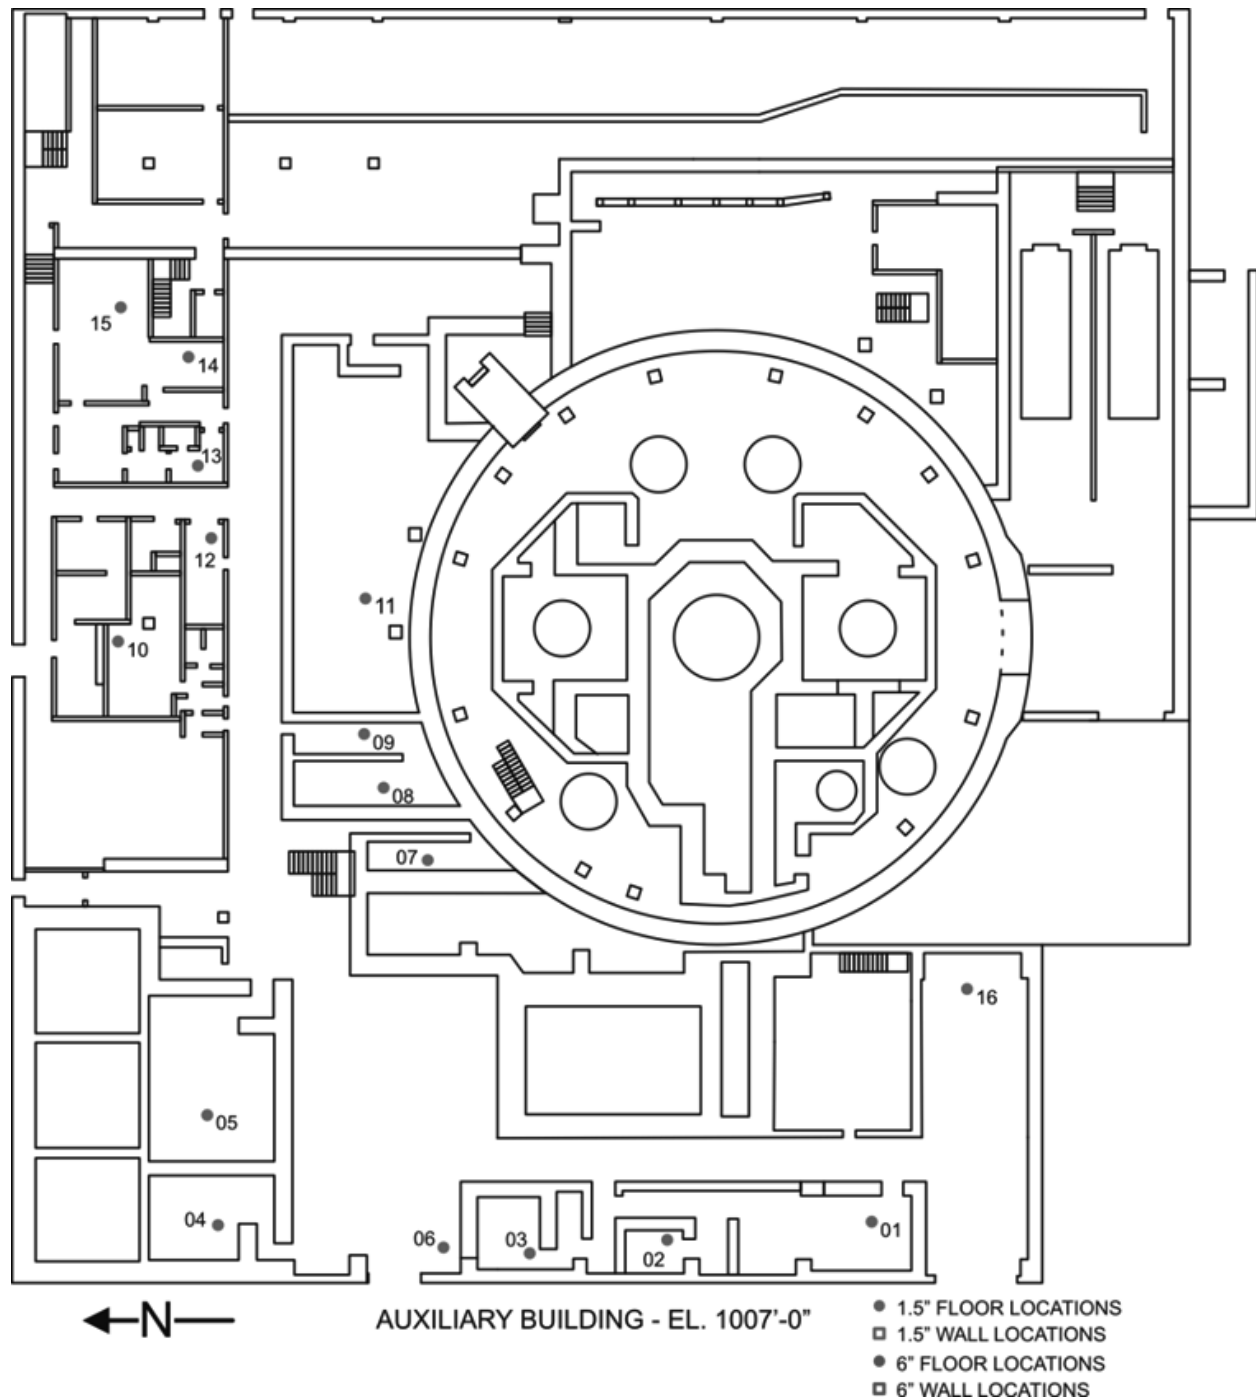 15
14
13
12
11
10
09
08
07
16
05
04
06
03
02
01
N
AUXILIARY BUILDING - EL. 1007'-0"
1.5" FLOOR LOCATIONS
1.5" WALL LOCATIONS
6" FLOOR LOCATIONS
6" WALL LOCATIONS